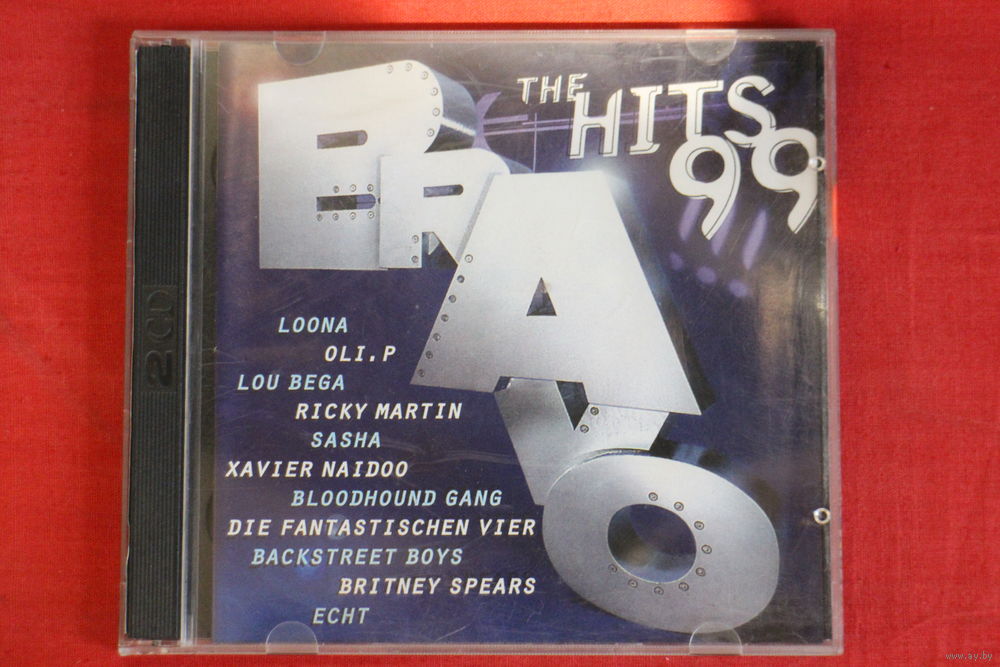 THE
HITS
99
BRAVO
LOONA
OLI.P
LOU BEGA
RICKY MARTIN
SASHA
XAVIER NAIDOO
BLOODHOUND GANG
DIE FANTASTISCHEN VIER
BACKSTREET BOYS
BRITNEY SPEARS
ECHT
2CD
www.ay.by